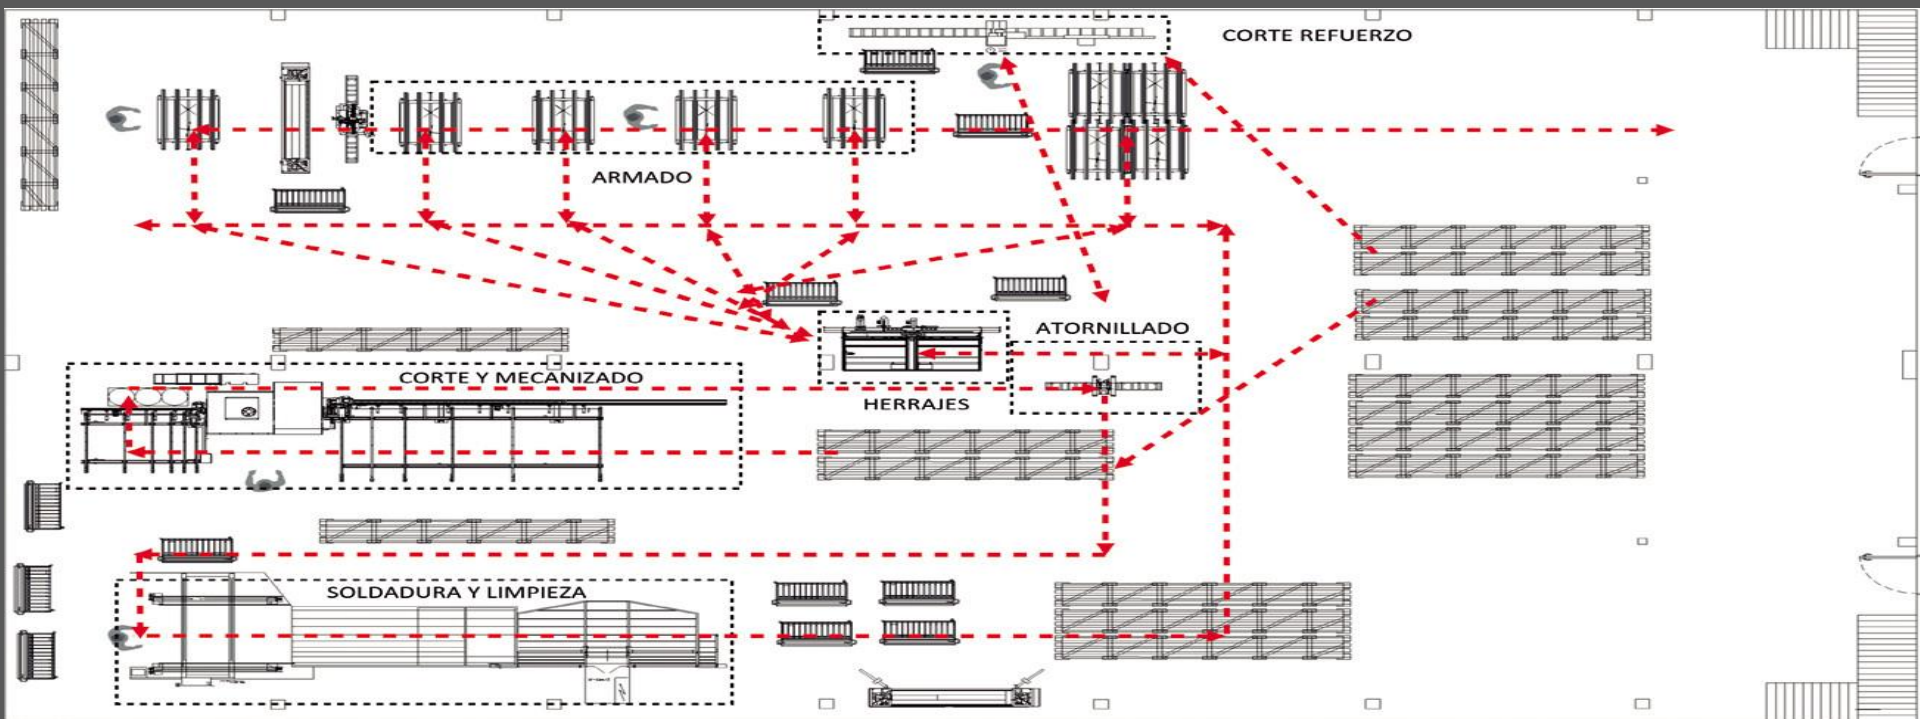 CORTE REFUERZO
ARMADO
ATORNILLADO
CORTE Y MECANIZADO
HERRAJES
SOLDADURA Y LIMPIEZA